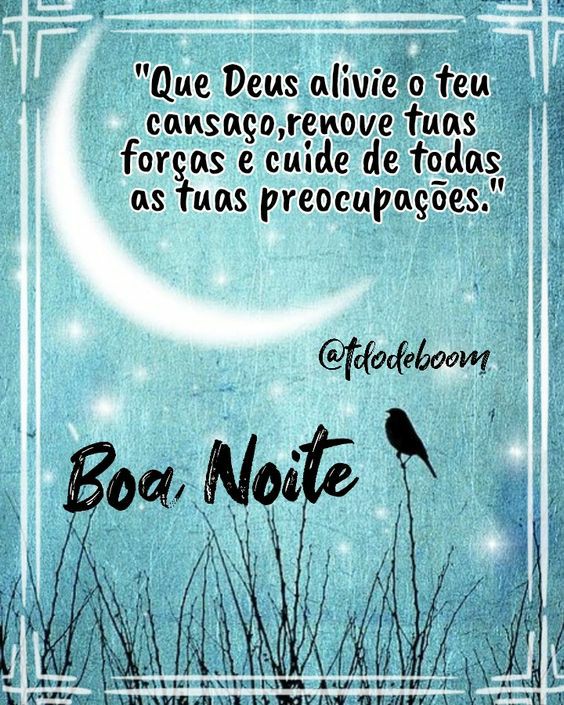 "Que Deus alivie o teu
cansaço,renove tuas
forças e cuide de todas
as tuas preocupações."
@tdodeboom
Boa Noite